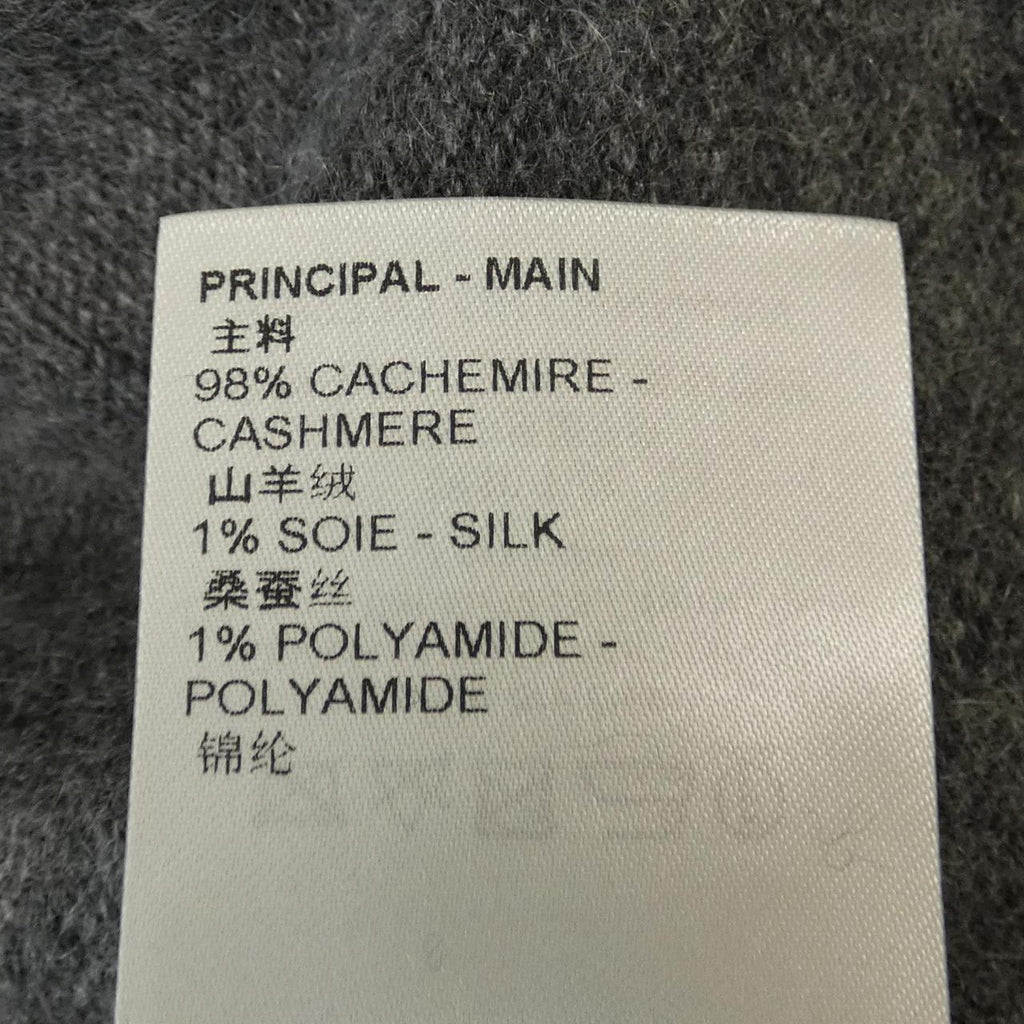 PRINCIPAL - MAIN
主料
98% CACHEMIRE -
CASHMERE
山羊绒
1% SOIE - SILK
桑蚕丝
1% POLYAMIDE -
POLYAMIDE
锦纶